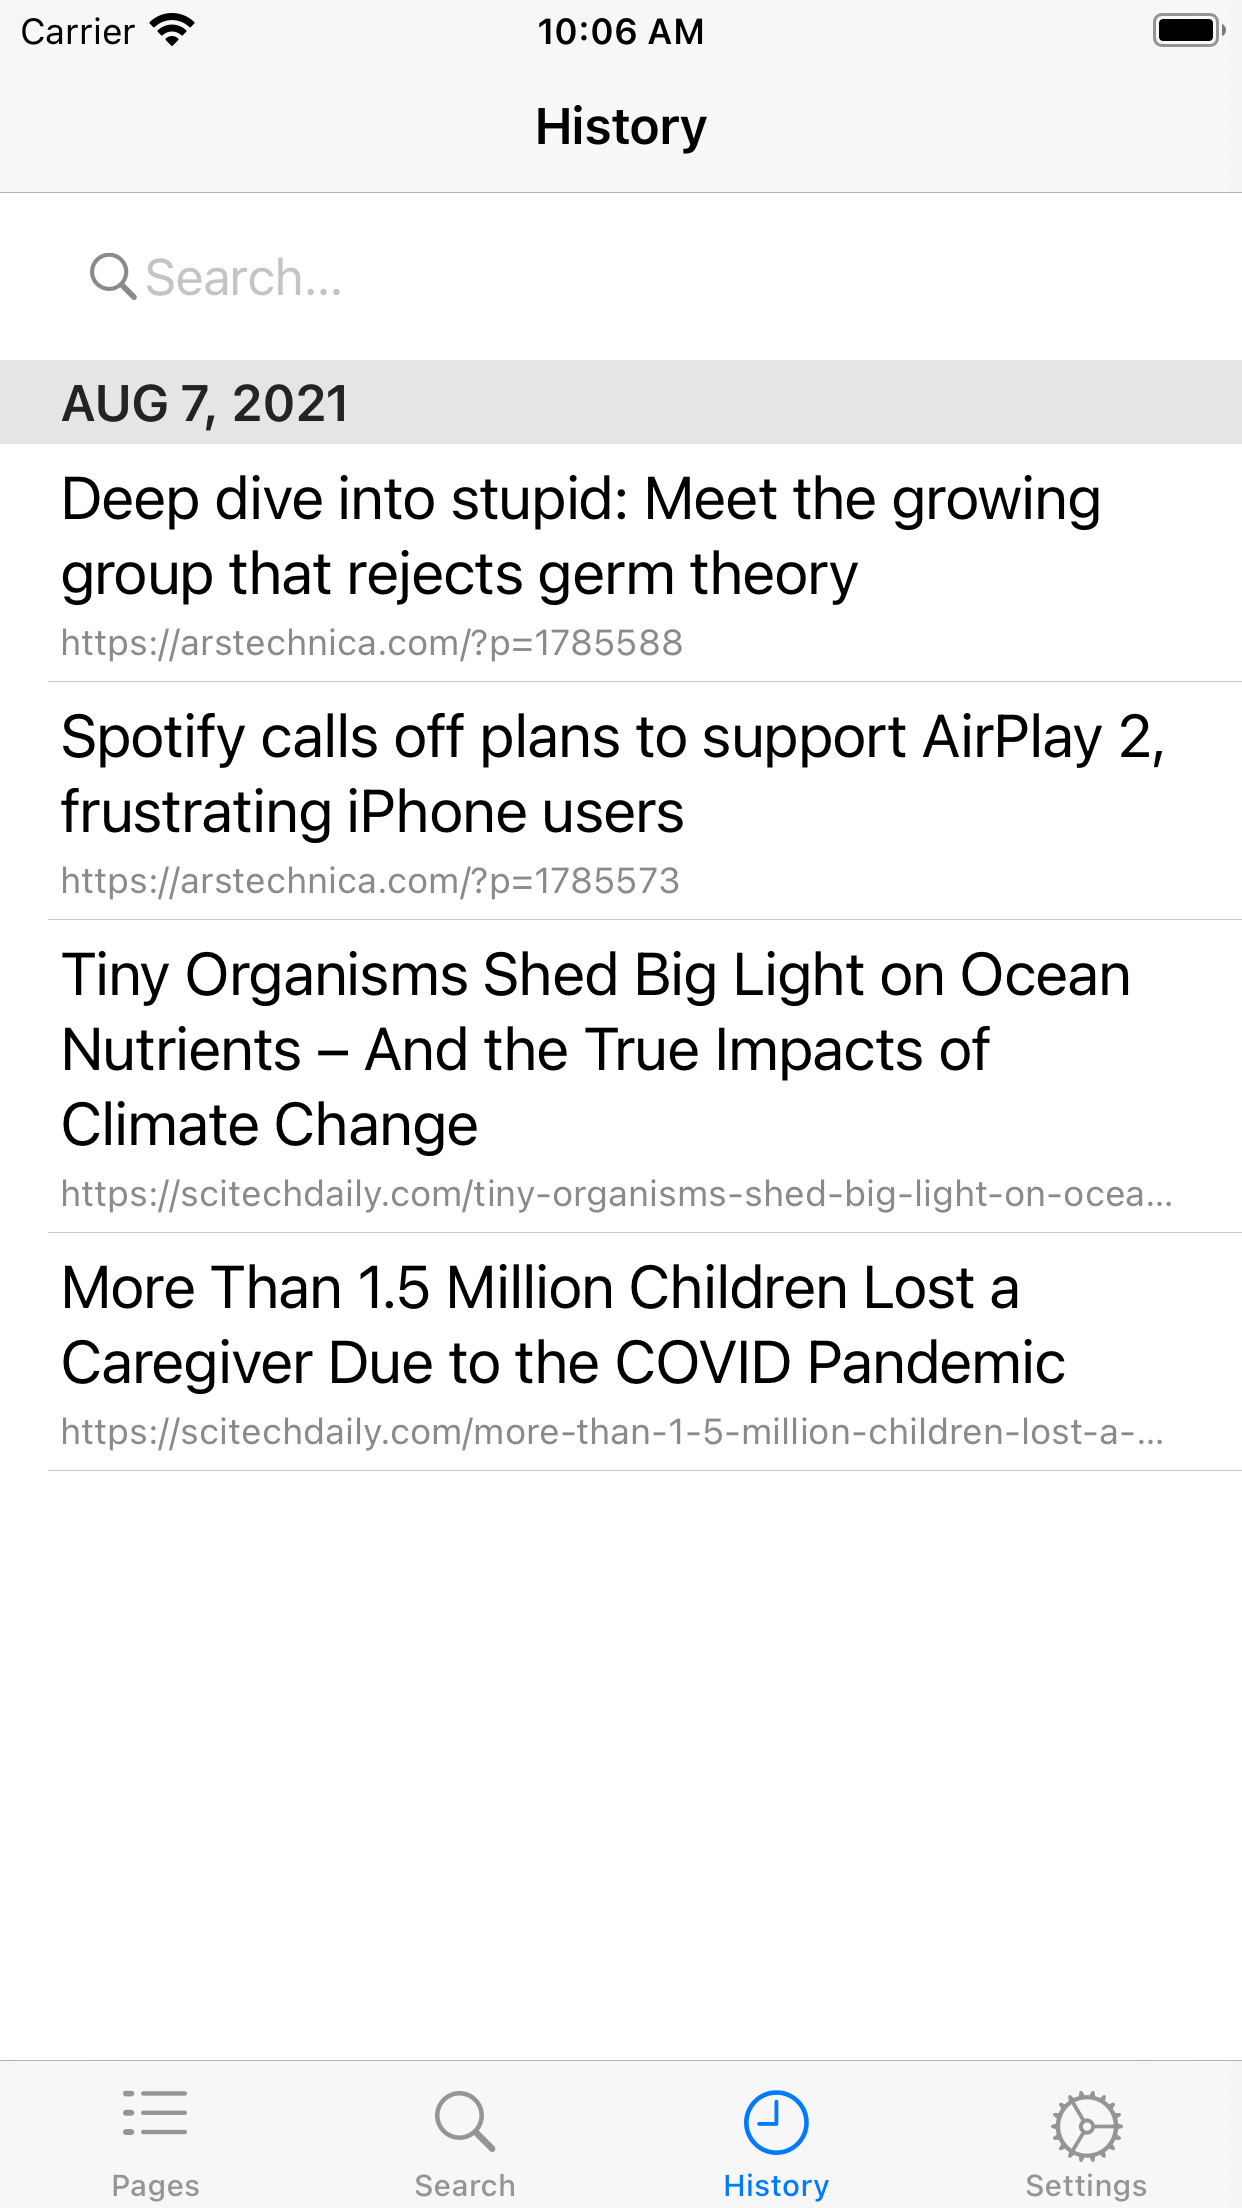 Carrier 10:06 AM
History
Search...
AUG 7, 2021
Deep dive into stupid: Meet the growing
group that rejects germ theory
https://arstechnica.com/?p=1785588
Spotify calls off plans to support AirPlay 2,
frustrating iPhone users
https://arstechnica.com/?p=1785573
Tiny Organisms Shed Big Light on Ocean
Nutrients – And the True Impacts of
Climate Change
https://scitechdaily.com/tiny-organisms-shed-big-light-on-ocea...
More Than 1.5 Million Children Lost a
Caregiver Due to the COVID Pandemic
https://scitechdaily.com/more-than-1-5-million-children-lost-a-...
Pages Search History Settings